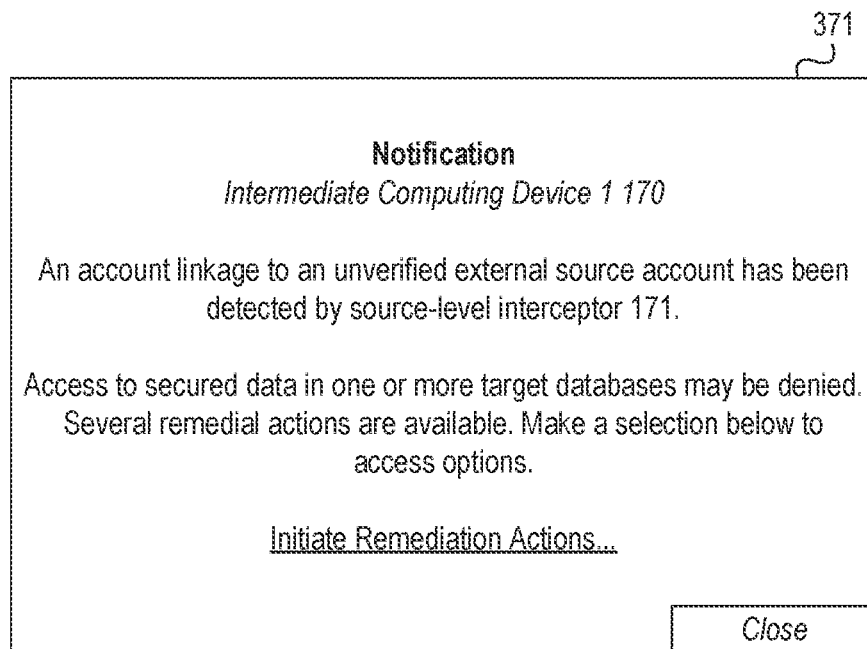 371
Notification
Intermediate Computing Device 1 170
An account linkage to an unverified external source account has been
detected by source-level interceptor 171.
Access to secured data in one or more target databases may be denied.
Several remedial actions are available. Make a selection below to
access options.
Initiate Remediation Actions...
Close